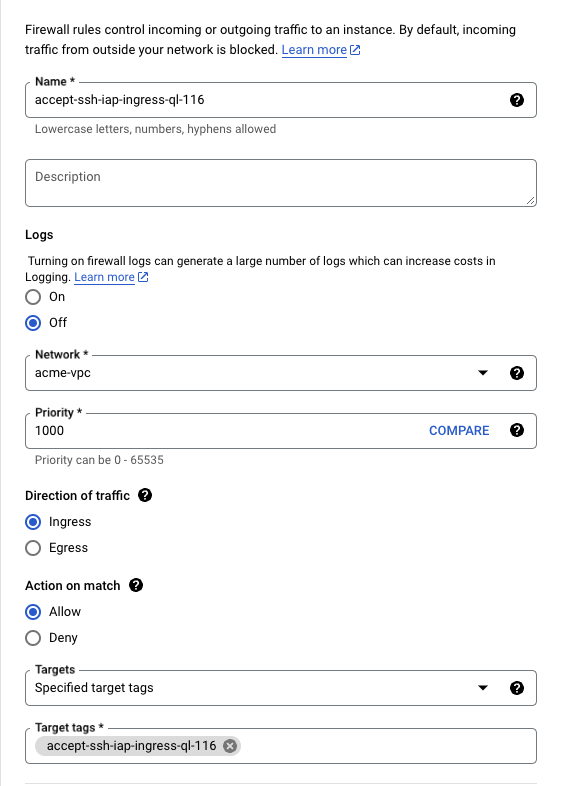 Firewall rules control incoming or outgoing traffic to an instance. By default, incoming
traffic from outside your network is blocked. Learn more
Name *
accept-ssh-iap-ingress-ql-116
Lowercase letters, numbers, hyphens allowed
Description
Logs
Turning on firewall logs can generate a large number of logs which can increase costs in
Logging. Learn more
On
Off
Network *
acme-vpc
Priority *
1000
COMPARE
Priority can be 0 - 65535
Direction of traffic
Ingress
Egress
Action on match
Allow
Deny
Targets
Specified target tags
Target tags *
accept-ssh-iap-ingress-ql-116